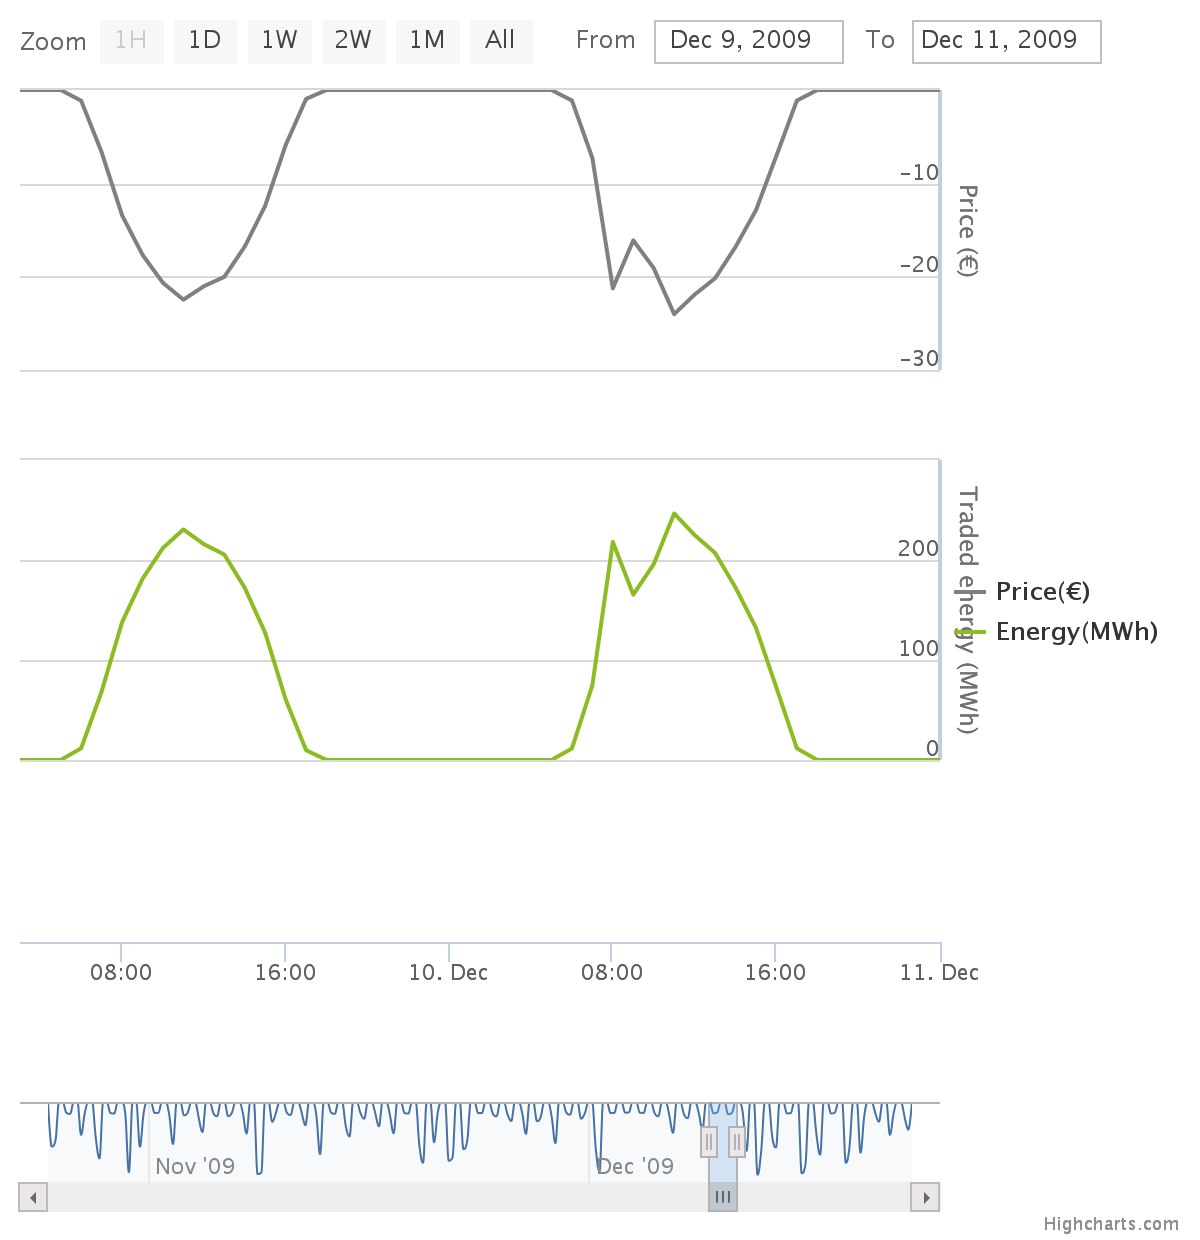 Zoom 1H 1D 1W 2W 1M All From Dec 9, 2009 To Dec 11, 2009
–10
–20
–30
Price (€)
200
100
0
Traded energy (MWh)
Price(€)
Energy(MWh)
08:00 16:00 10. Dec 08:00 16:00 11. Dec
Nov '09 Dec '09
Highcharts.com